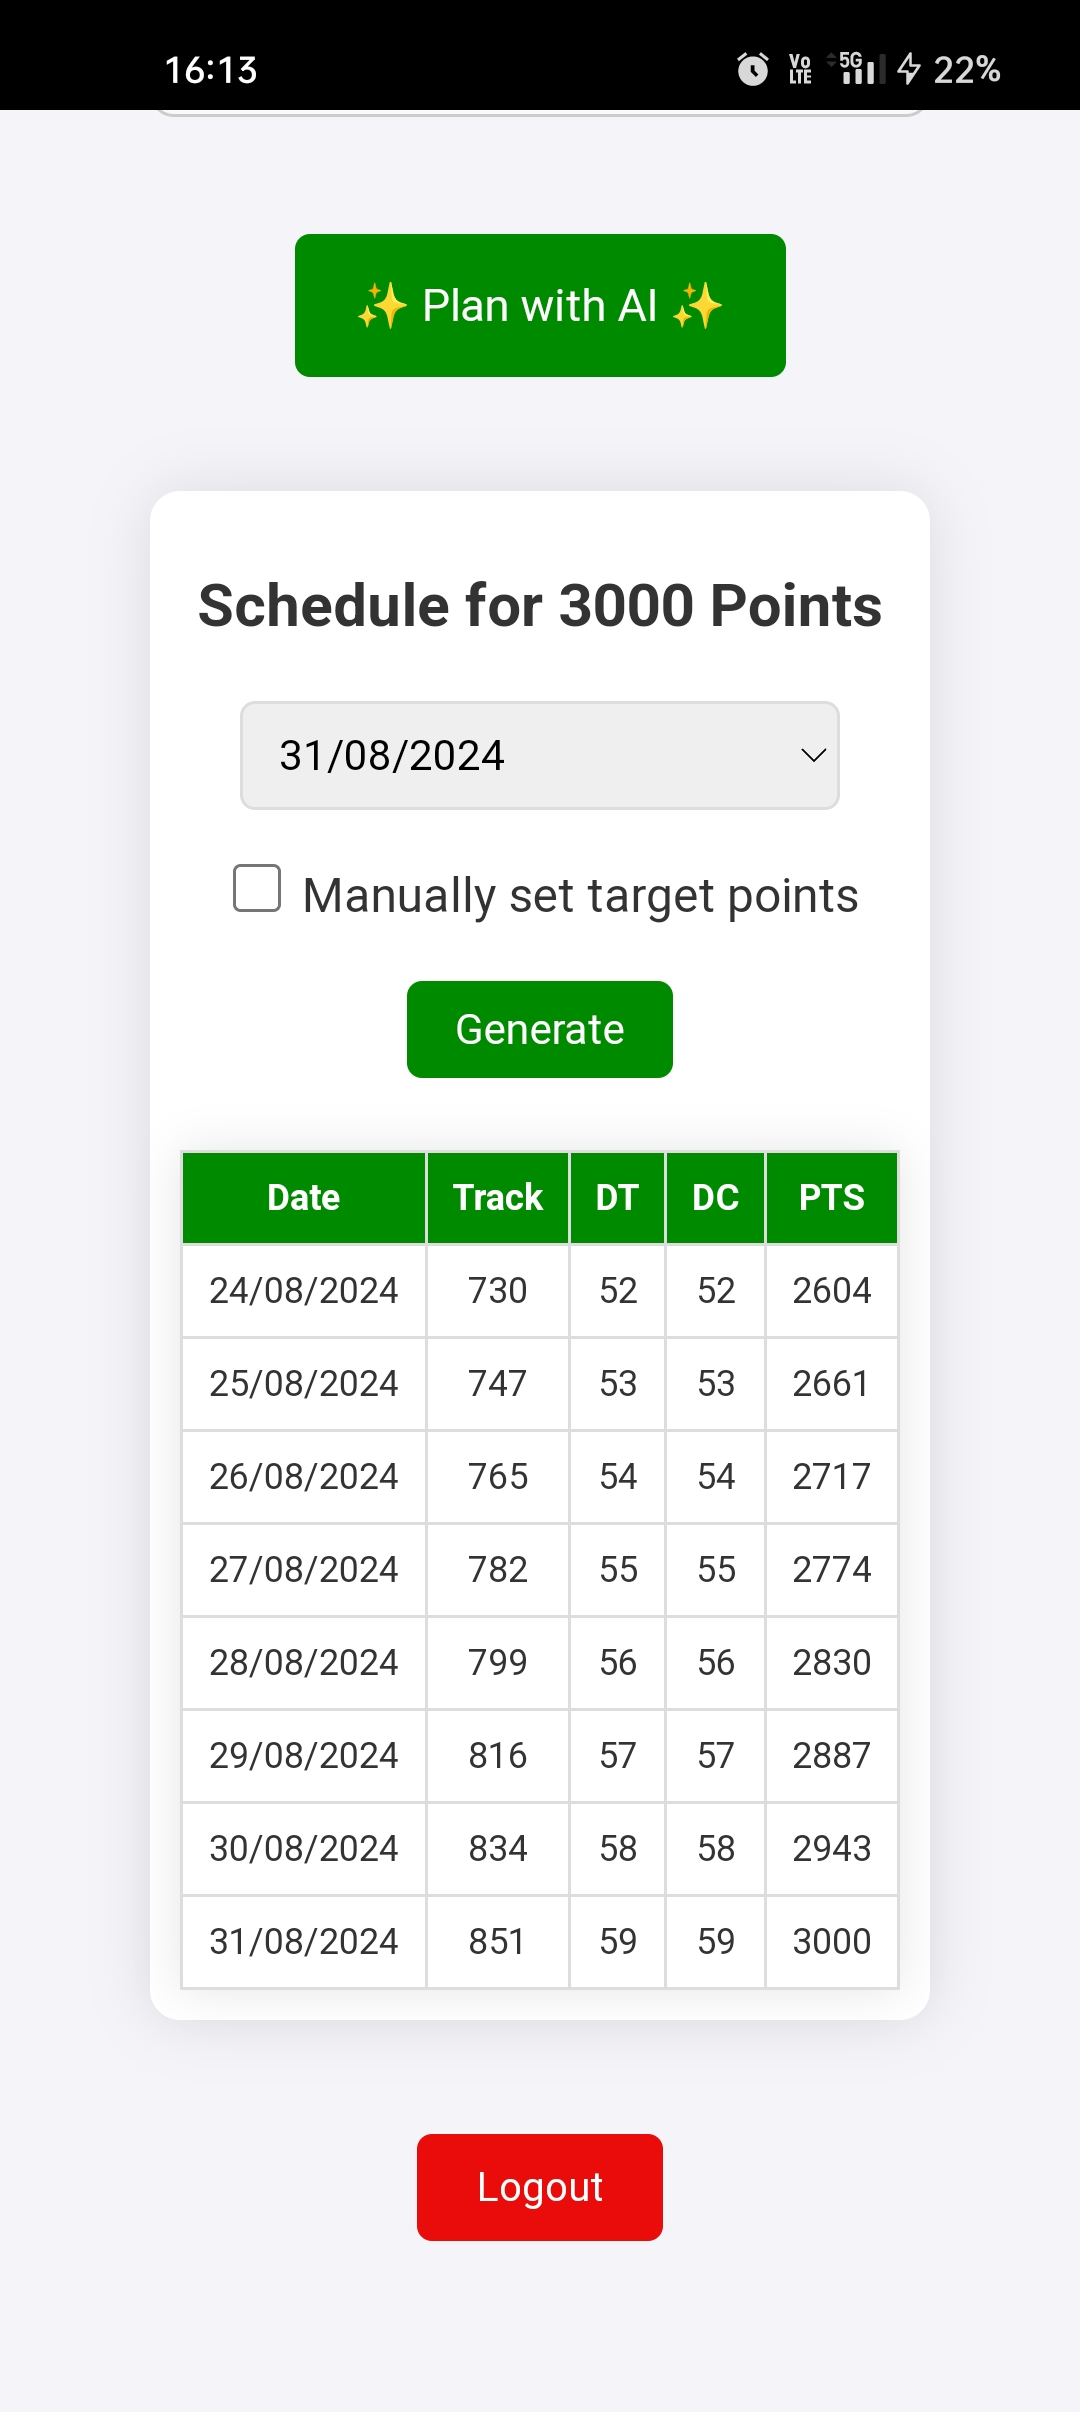 16:13 Vo LTE 5G 22%
✨ Plan with AI ✨
Schedule for 3000 Points
31/08/2024
Manually set target points
Generate
Date Track DT DC PTS
24/08/2024 730 52 52 2604
25/08/2024 747 53 53 2661
26/08/2024 765 54 54 2717
27/08/2024 782 55 55 2774
28/08/2024 799 56 56 2830
29/08/2024 816 57 57 2887
30/08/2024 834 58 58 2943
31/08/2024 851 59 59 3000
Logout